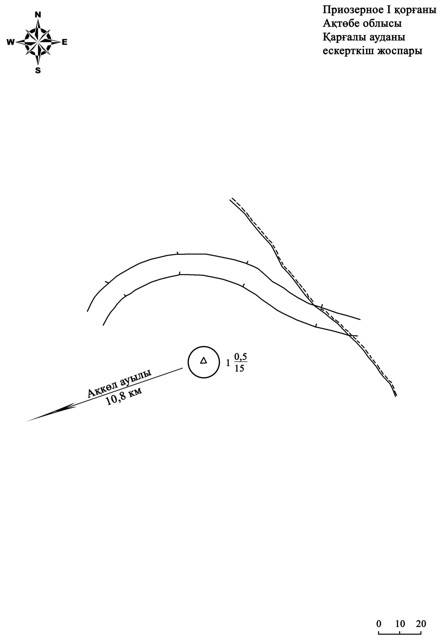 N
W E
S
Приозерное I қорғаны
Ақтөбе облысы
Қарғалы ауданы
ескерткіш жоспары
1 0,5
15
Ақкөл ауылы
10,8 км
0 10 20